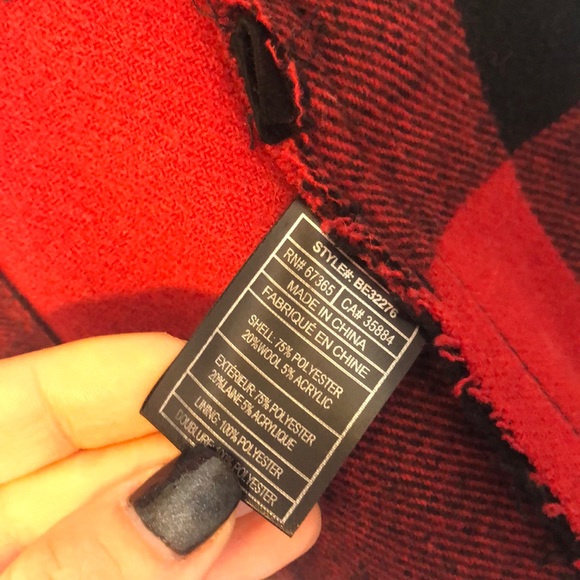 STYLE#: BE32276
RN# 67365 CA# 35884
MADE IN CHINA
FABRIQUÉ EN CHINE
SHELL: 75% POLYESTER
20%WOOL 5% ACRYLIC
EXTÉRIEUR: 75% POLYESTER
20%LAINE 5% ACRYLIQUE
LINING: 100% POLYESTER
DOUBLURE: POLYESTER